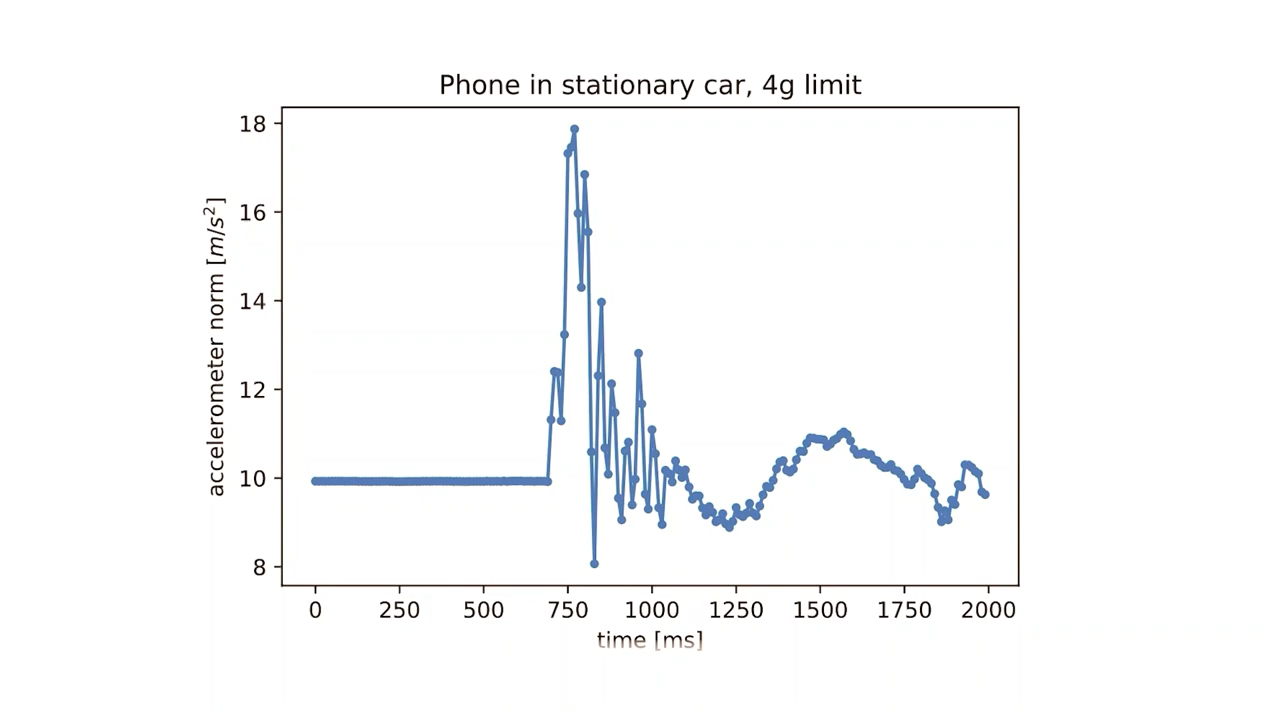 Phone in stationary car, 4g limit
accelerometer norm [m/s²]
18
16
14
12
10
8
0 250 500 750 1000 1250 1500 1750 2000
time [ms]